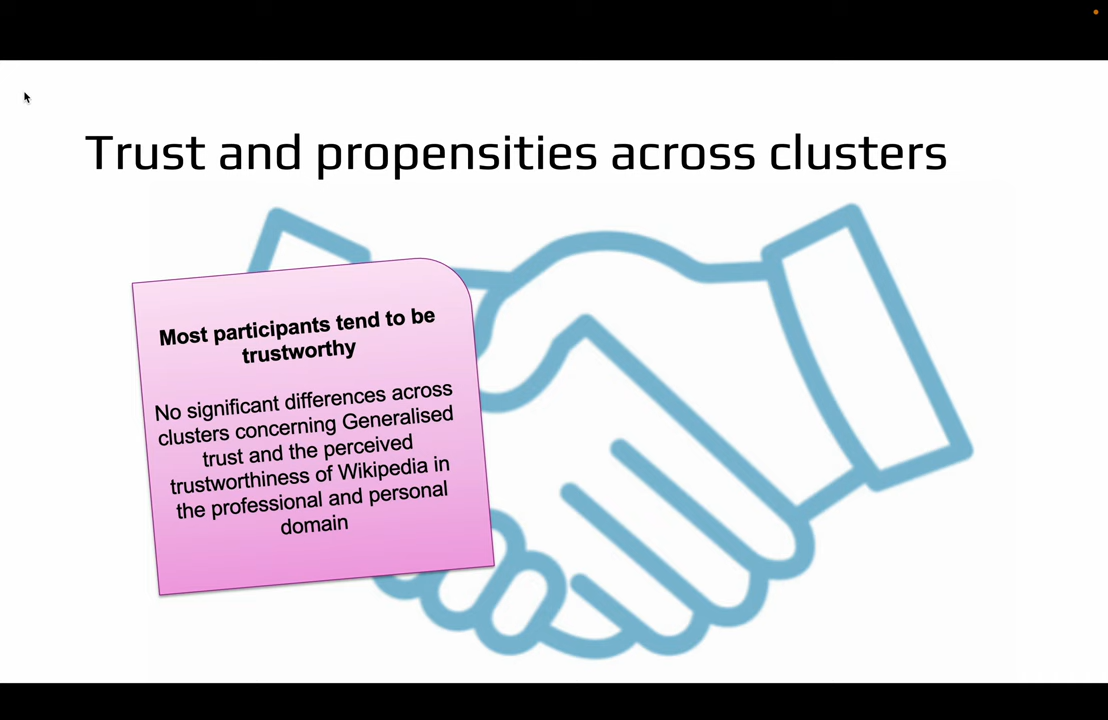 Trust and propensities across clusters
Most participants tend to be
trustworthy
No significant differences across
clusters concerning Generalised
trust and the perceived
trustworthiness of Wikipedia in
the professional and personal
domain